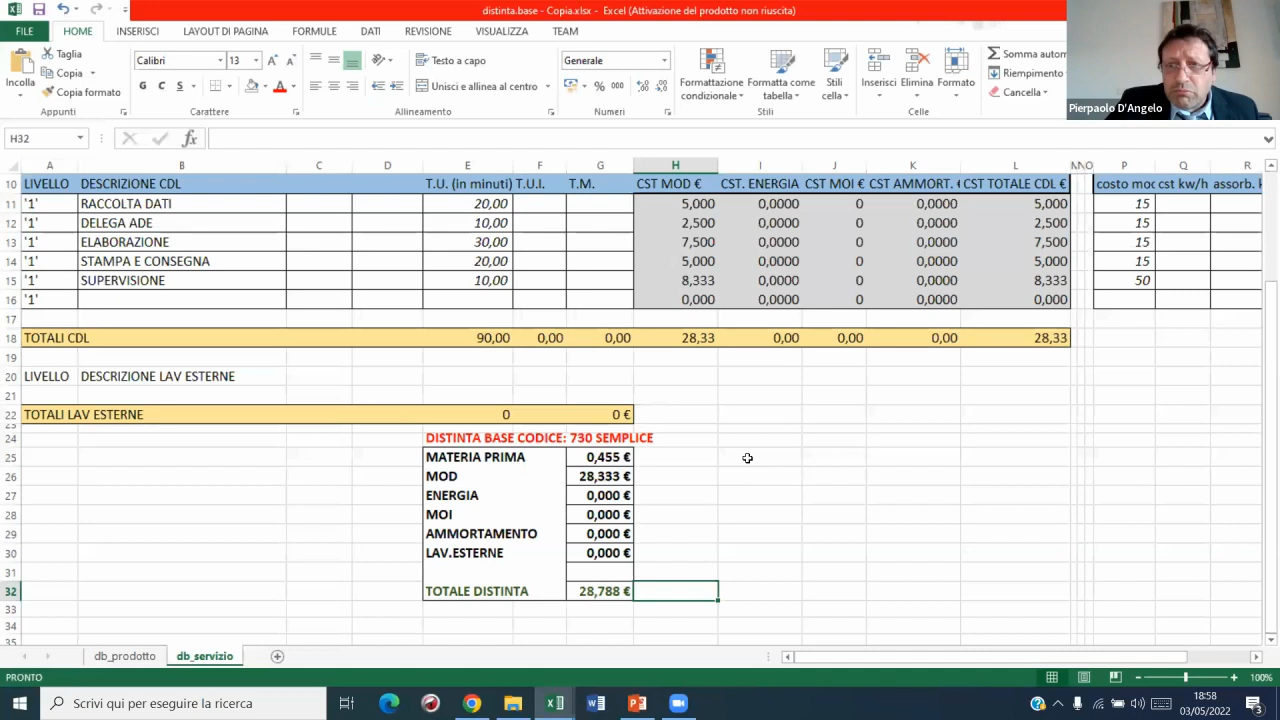 distinta.base - Copia.xlsx - Excel (Attivazione del prodotto non riuscita)
FILE HOME INSERISCI LAYOUT DI PAGINA FORMULE DATI REVISIONE VISUALIZZA TEAM
Incolla
Taglia
Copia
Copia formato
Calibri 13
G C S
Testo a capo
Unisci e allinea al centro
Generale
% 000
Formattazione condizionale
Formatta come tabella
Stili cella
Inserisci
Elimina
Formato
Somma autom
Riempimento
Cancella
Appunti Carattere Allineamento Numeri Stili Celle
Pierpaolo D'Angelo
H32
A B C D E F G H I J K L M N O P Q R
10 LIVELLO DESCRIZIONE CDL T.U. (in minuti) T.U.I. T.M. CST MOD € CST. ENERGIA CST MOI € CST AMMORT. CST TOTALE CDL € costo mod cst kw/h assorb.
11 '1' RACCOLTA DATI 20,00 5,000 0,0000 0 0,0000 5,000 15
12 '1' DELEGA ADE 10,00 2,500 0,0000 0 0,0000 2,500 15
13 '1' ELABORAZIONE 30,00 7,500 0,0000 0 0,0000 7,500 15
14 '1' STAMPA E CONSEGNA 20,00 5,000 0,0000 0 0,0000 5,000 15
15 '1' SUPERVISIONE 10,00 8,333 0,0000 0 0,0000 8,333 50
16 '1' 0,000 0,0000 0 0,0000 0,000
17
18 TOTALI CDL 90,00 0,00 0,00 28,33 0,00 0,00 0,00 28,33
19
20 LIVELLO DESCRIZIONE LAV ESTERNE
21
22 TOTALI LAV ESTERNE 0 0 €
23
24 DISTINTA BASE CODICE: 730 SEMPLICE
25 MATERIA PRIMA 0,455 €
26 MOD 28,333 €
27 ENERGIA 0,000 €
28 MOI 0,000 €
29 AMMORTAMENTO 0,000 €
30 LAV.ESTERNE 0,000 €
31
32 TOTALE DISTINTA 28,788 €
33
34
35
db_prodotto db_servizio
PRONTO 100%
Scrivi qui per eseguire la ricerca
18:58
03/05/2022
3